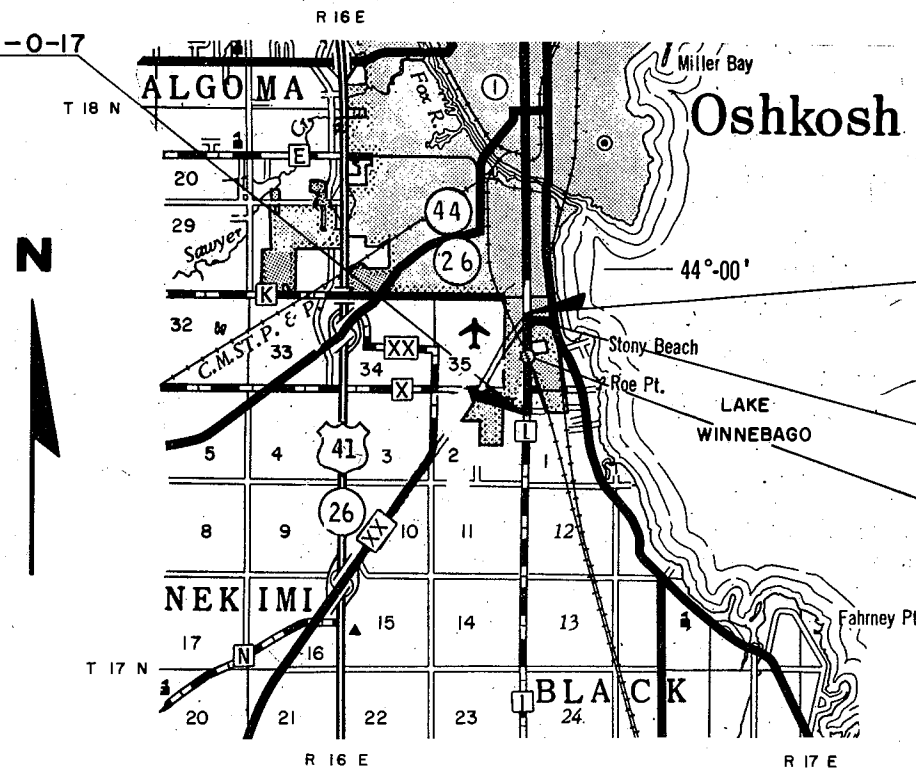 R 16 E
-0-17
Miller Bay
ALGOMA
Fox R.
1
Oshkosh
T 18 N
E
20
44
29
Sawyer
Cr.
26
N
44°-00'
K
32
33
C.M.ST.P. & P.
XX
34
35
Stony Beach
X
Roe Pt.
LAKE
WINNEBAGO
I
5
4
41
3
2
1
26
8
9
XX
10
11
12
NEKIMI
17
16
15
14
13
Fahrney Pt
N
T 17 N
I
BLACK
20
21
22
23
24
R 16 E
R 17 E